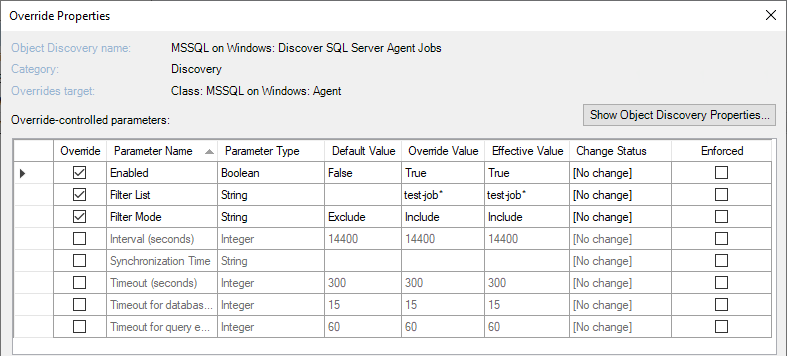 Override Properties
Object Discovery name: MSSQL on Windows: Discover SQL Server Agent Jobs
Category: Discovery
Overrides target: Class: MSSQL on Windows: Agent
Override-controlled parameters: Show Object Discovery Properties...
Override Parameter Name Parameter Type Default Value Override Value Effective Value Change Status Enforced
Enabled Boolean False True True [No change]
Filter List String test-job* test-job* [No change]
Filter Mode String Exclude Include Include [No change]
Interval (seconds) Integer 14400 14400 14400 [No change]
Synchronization Time String [No change]
Timeout (seconds) Integer 300 300 300 [No change]
Timeout for databas... Integer 15 15 15 [No change]
Timeout for query e... Integer 60 60 60 [No change]